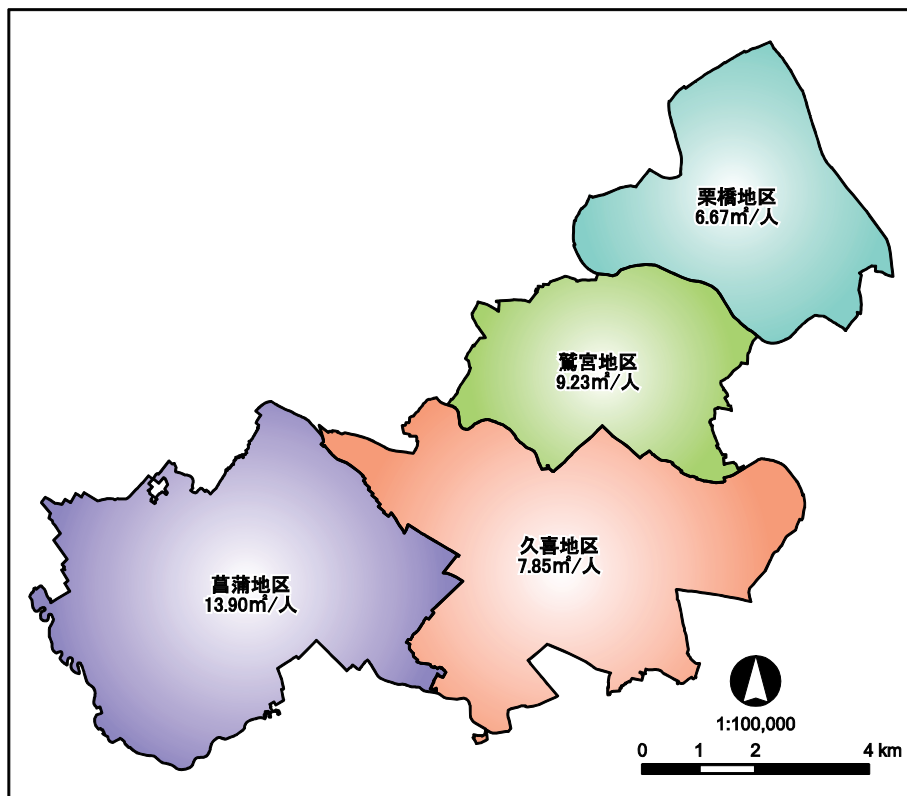 栗橋地区
6.67㎡/人
鷲宮地区
9.23㎡/人
久喜地区
7.85㎡/人
菖蒲地区
13.90㎡/人
1:100,000
0 1 2 4 km